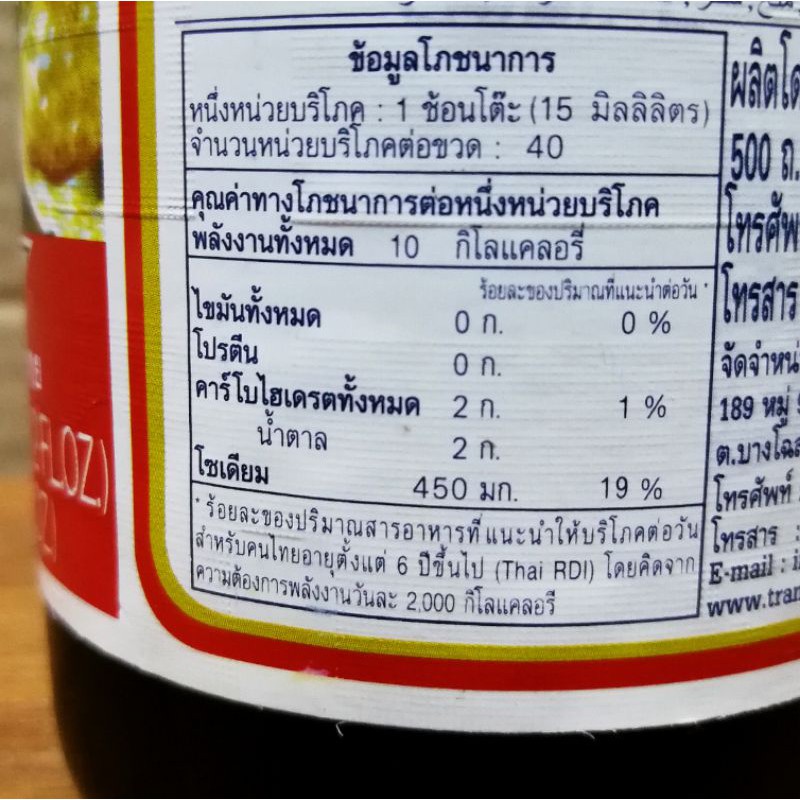 ข้อมูลโภชนาการ
หนึ่งหน่วยบริโภค : 1 ช้อนโต๊ะ (15 มิลลิลิตร)
จำนวนหน่วยบริโภคต่อขวด : 40
คุณค่าทางโภชนาการต่อหนึ่งหน่วยบริโภค
พลังงานทั้งหมด 10 กิโลแคลอรี่
ร้อยละของปริมาณที่แนะนำต่อวัน *
ไขมันทั้งหมด 0 ก. 0 %
โปรตีน 0 ก.
คาร์โบไฮเดรตทั้งหมด 2 ก. 1 %
น้ำตาล 2 ก.
โซเดียม 450 มก. 19 %
* ร้อยละของปริมาณสารอาหารที่แนะนำให้บริโภคต่อวัน
สำหรับคนไทยอายุตั้งแต่ 6 ปีขึ้นไป (Thai RDI) โดยคิดจาก
ความต้องการพลังงานวันละ 2,000 กิโลแคลอรี่
ผลิตโด
500 ถ.
โทรศัพ
โทรสาร
จัดจำหน่
189 หมู่
ต.บางโฉล
โทรศัพท์
โทรสาร :
E-mail : i
www.tran
FL.OZ.)